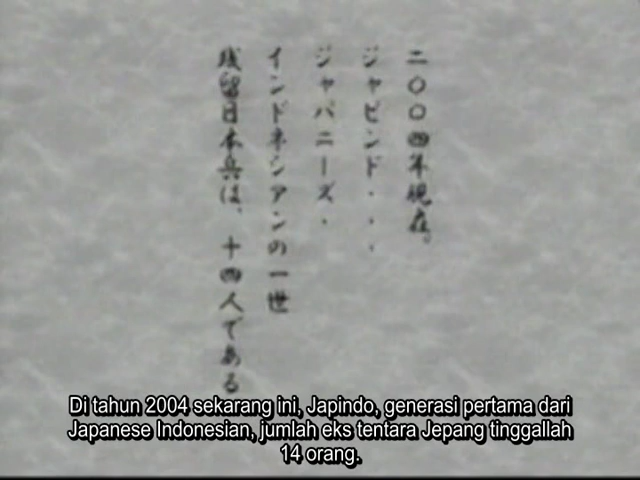 二〇〇四年現在。
ジャピンド・・・
ジャパニーズ・
インドネシアンの一世
残留日本兵は、十四人である
Di tahun 2004 sekarang ini, Japindo, generasi pertama dari
Japanese Indonesian, jumlah eks tentara Jepang tinggallah
14 orang.